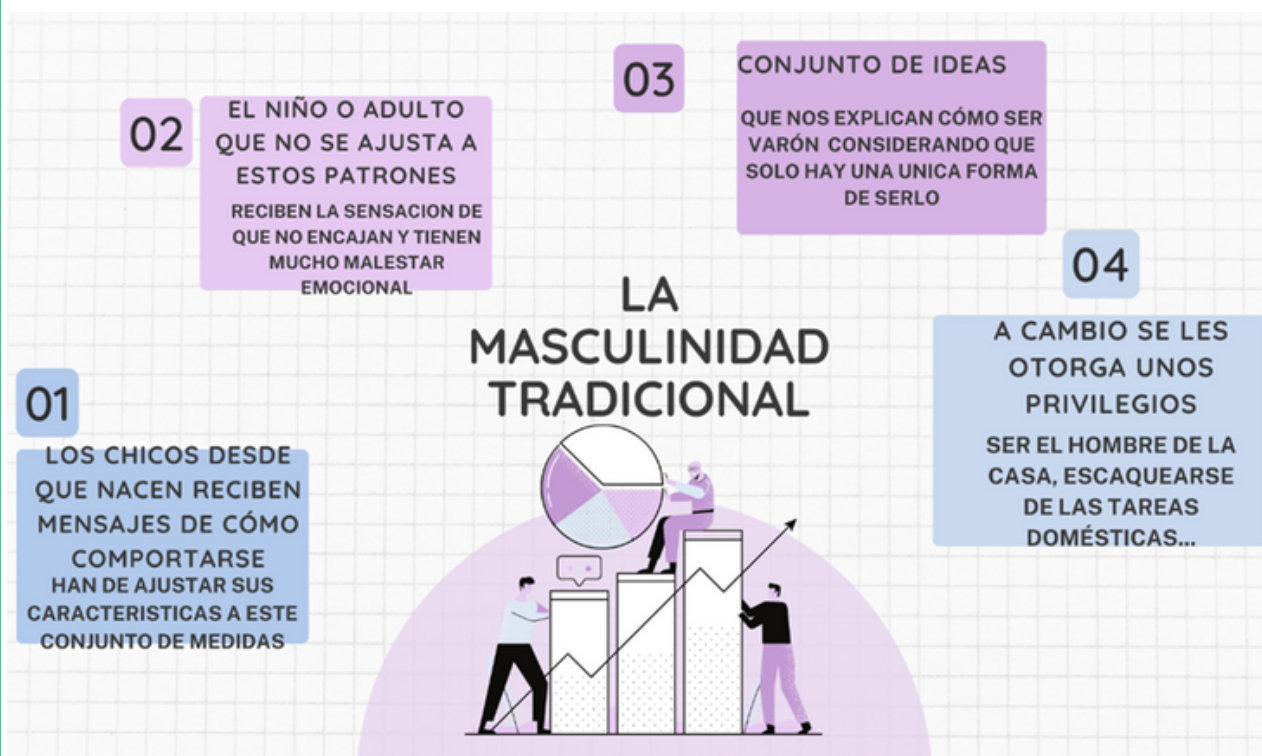 LA
MASCULINIDAD
TRADICIONAL
01
LOS CHICOS DESDE
QUE NACEN RECIBEN
MENSAJES DE CÓMO
COMPORTARSE
HAN DE AJUSTAR SUS
CARACTERISTICAS A ESTE
CONJUNTO DE MEDIDAS
02
EL NIÑO O ADULTO
QUE NO SE AJUSTA A
ESTOS PATRONES
RECIBEN LA SENSACION DE
QUE NO ENCAJAN Y TIENEN
MUCHO MALESTAR
EMOCIONAL
03
CONJUNTO DE IDEAS
QUE NOS EXPLICAN CÓMO SER
VARÓN CONSIDERANDO QUE
SOLO HAY UNA UNICA FORMA
DE SERLO
04
A CAMBIO SE LES
OTORGA UNOS
PRIVILEGIOS
SER EL HOMBRE DE LA
CASA, ESCAQUEARSE
DE LAS TAREAS
DOMÉSTICAS...